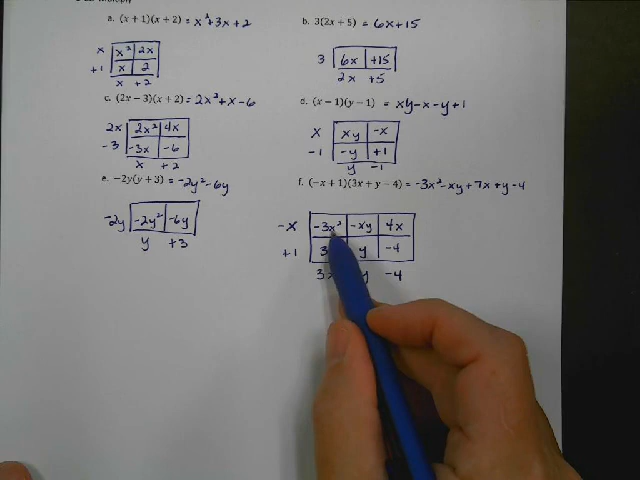 a. (x + 1)(x + 2) = x² + 3x + 2
x x² 2x
+1 x 2
x +2
b. 3(2x + 5) = 6x + 15
3 6x +15
2x +5
c. (2x − 3)(x + 2) = 2x² + x − 6
2x 2x² 4x
−3 −3x −6
x +2
d. (x − 1)(y − 1) = xy − x − y + 1
x xy −x
−1 −y +1
y −1
e. −2y(y + 3) = −2y² − 6y
−2y −2y² −6y
y +3
f. (−x + 1)(3x + y − 4) = −3x² − xy + 7x + y − 4
−x −3x² −xy 4x
+1 y −4
−4